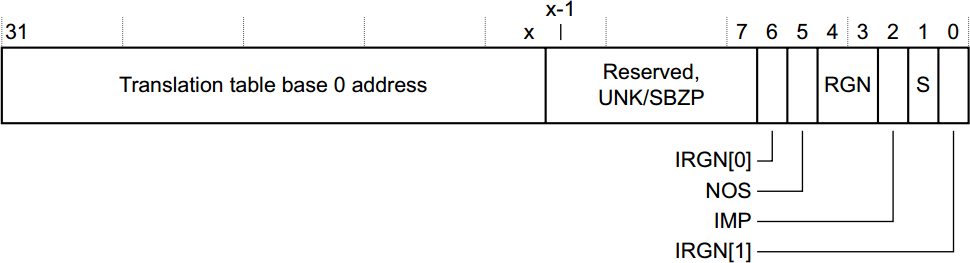 x-1
31 x 7 6 5 4 3 2 1 0
Translation table base 0 address
Reserved,
UNK/SBZP
RGN
S
IRGN[0]
NOS
IMP
IRGN[1]